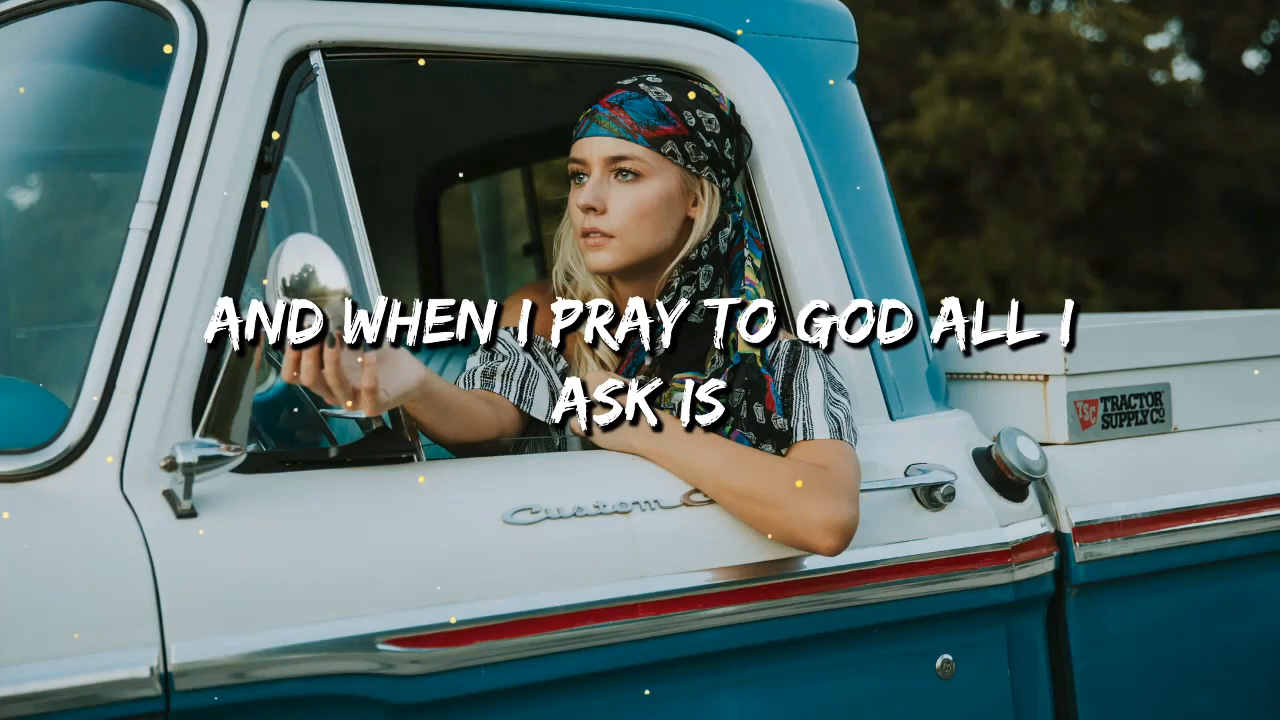 AND WHEN I PRAY TO GOD ALL I
ASK IS
TSC TRACTOR
SUPPLY CO
Custom